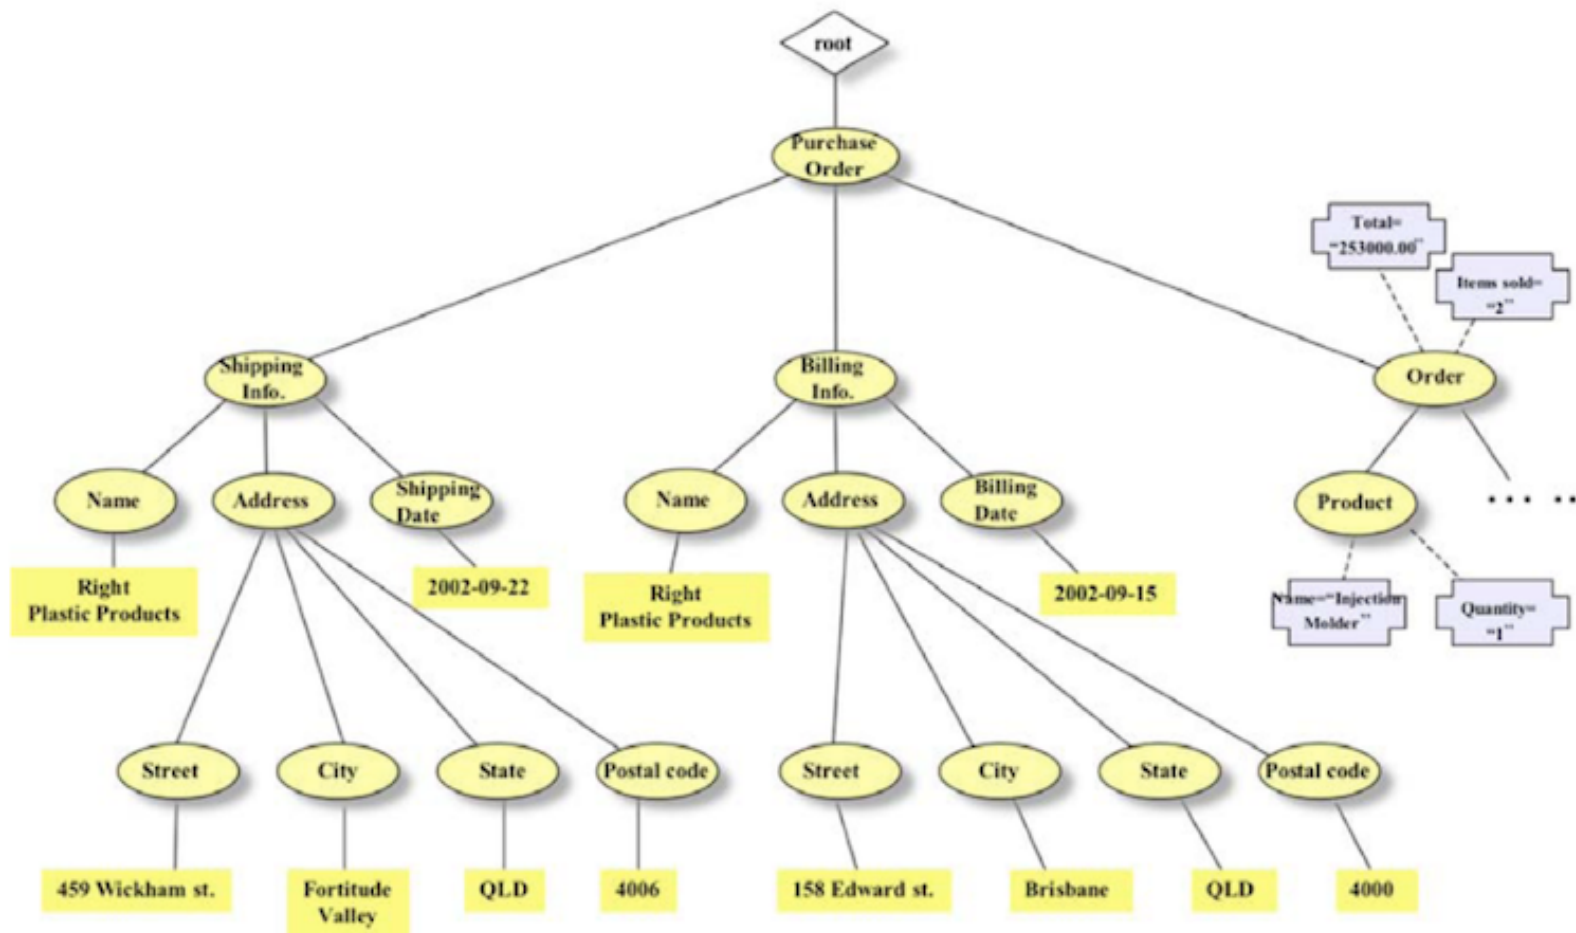 root
Purchase
Order
Total=
“253000.00”
Items sold=
“2”
Shipping
Info.
Billing
Info.
Order
Name
Address
Shipping
Date
Name
Address
Billing
Date
Product
... ..
Right
Plastic Products
2002-09-22
Right
Plastic Products
2002-09-15
Name=“Injection
Molder”
Quantity=
“1”
Street
City
State
Postal code
Street
City
State
Postal code
459 Wickham st.
Fortitude
Valley
QLD
4006
158 Edward st.
Brisbane
QLD
4000